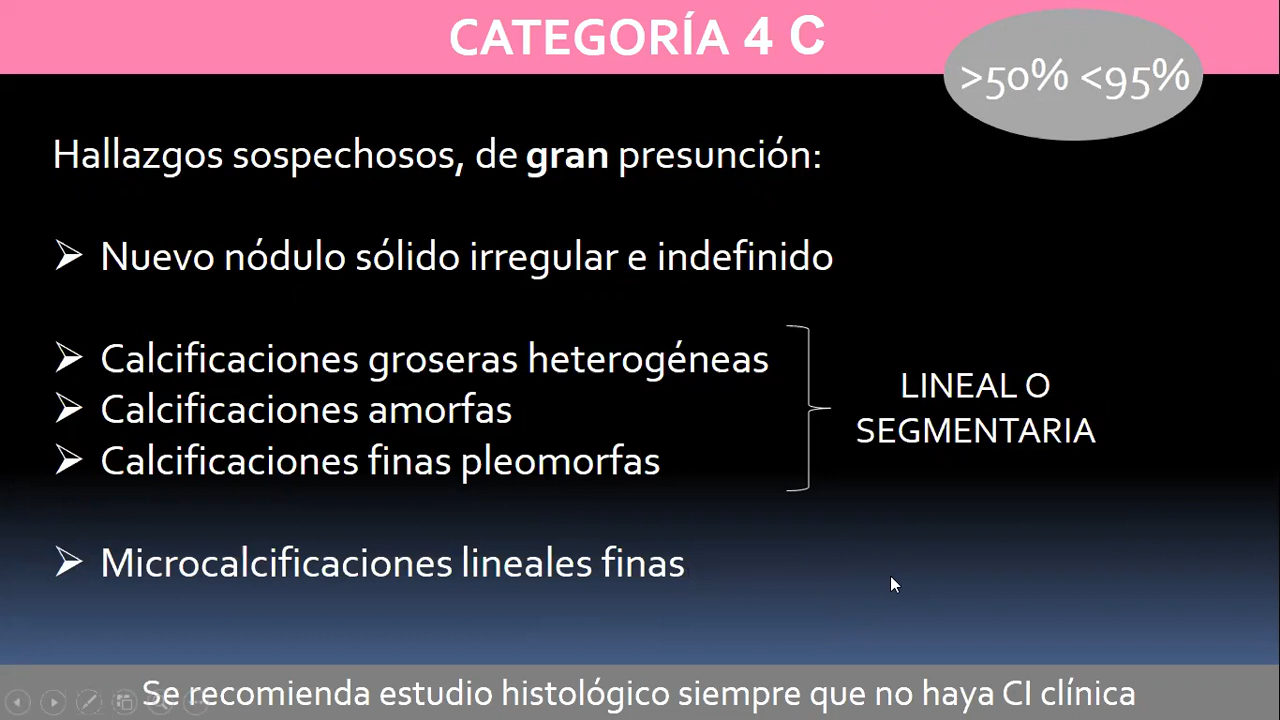 CATEGORÍA 4 C
>50% <95%
Hallazgos sospechosos, de gran presunción:
Nuevo nódulo sólido irregular e indefinido
Calcificaciones groseras heterogéneas
Calcificaciones amorfas
Calcificaciones finas pleomorfas
LINEAL O
SEGMENTARIA
Microcalcificaciones lineales finas
Se recomienda estudio histológico siempre que no haya CI clínica